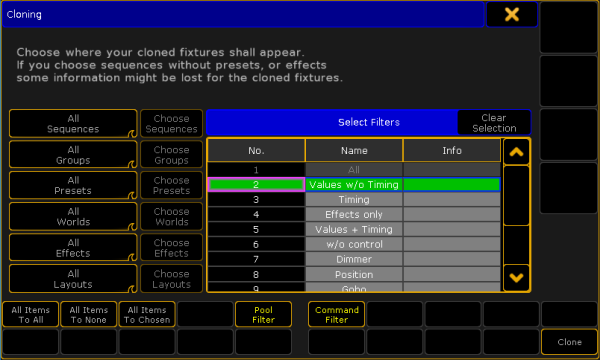 Cloning
Choose where your cloned fixtures shall appear.
If you choose sequences without presets, or effects
some information might be lost for the cloned fixtures.
All Sequences
Choose Sequences
Select Filters
Clear Selection
All Groups
Choose Groups
All Presets
Choose Presets
All Worlds
Choose Worlds
All Effects
Choose Effects
All Layouts
Choose Layouts
No. Name Info
1 All
2 Values w/o Timing
3 Timing
4 Effects only
5 Values + Timing
6 w/o control
7 Dimmer
8 Position
9 Gobo
All Items To All
All Items To None
All Items To Chosen
Pool Filter
Command Filter
Clone